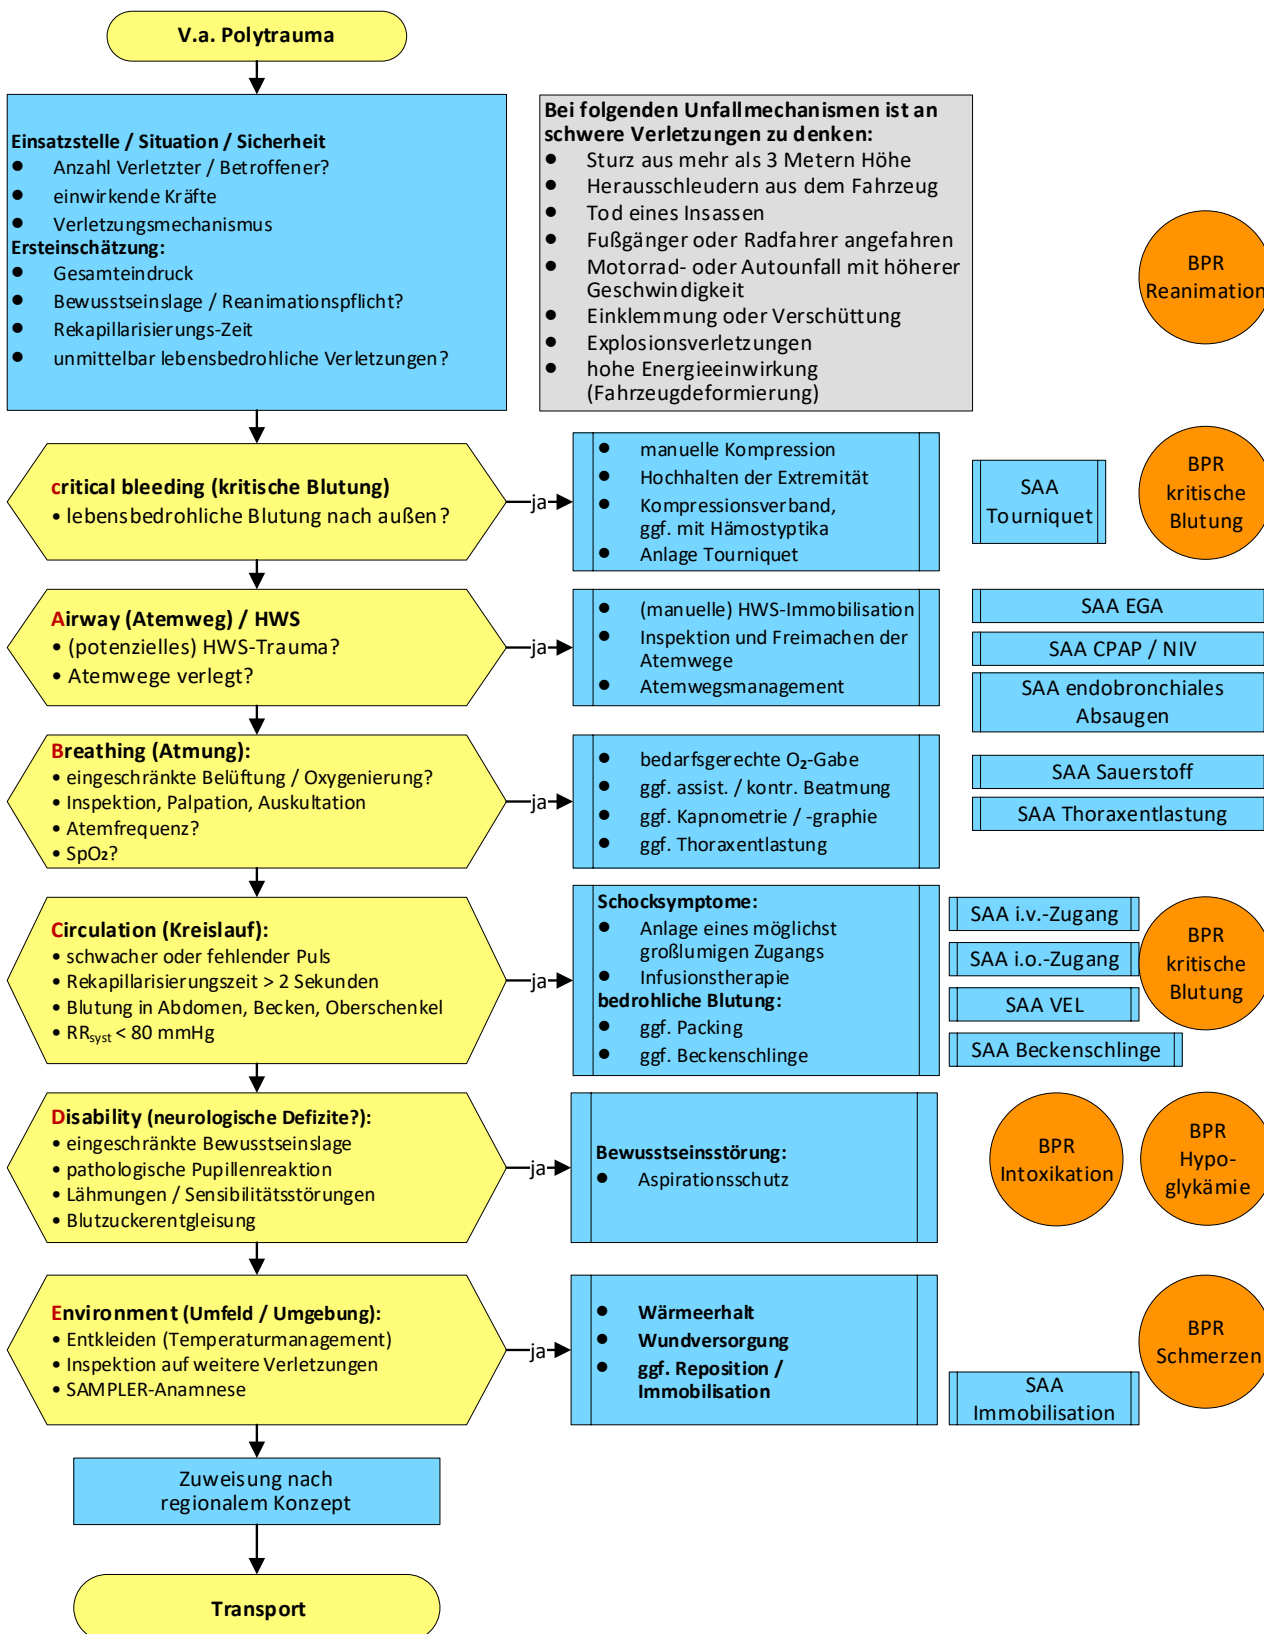 V.a. Polytrauma
Einsatzstelle / Situation / Sicherheit
● Anzahl Verletzter / Betroffener?
● einwirkende Kräfte
● Verletzungsmechanismus
Ersteinschätzung:
● Gesamteindruck
● Bewusstseinslage / Reanimationspflicht?
● Rekapillarisierungs-Zeit
● unmittelbar lebensbedrohliche Verletzungen?
Bei folgenden Unfallmechanismen ist an
schwere Verletzungen zu denken:
● Sturz aus mehr als 3 Metern Höhe
● Herausschleudern aus dem Fahrzeug
● Tod eines Insassen
● Fußgänger oder Radfahrer angefahren
● Motorrad- oder Autounfall mit höherer
Geschwindigkeit
● Einklemmung oder Verschüttung
● Explosionsverletzungen
● hohe Energieeinwirkung
(Fahrzeugdeformierung)
BPR
Reanimation
critical bleeding (kritische Blutung)
• lebensbedrohliche Blutung nach außen?
ja
● manuelle Kompression
● Hochhalten der Extremität
● Kompressionsverband,
ggf. mit Hämostyptika
● Anlage Tourniquet
SAA
Tourniquet
BPR
kritische
Blutung
Airway (Atemweg) / HWS
• (potenzielles) HWS-Trauma?
• Atemwege verlegt?
ja
● (manuelle) HWS-Immobilisation
● Inspektion und Freimachen der
Atemwege
● Atemwegsmanagement
SAA EGA
SAA CPAP / NIV
SAA endobronchiales
Absaugen
Breathing (Atmung):
• eingeschränkte Belüftung / Oxygenierung?
• Inspektion, Palpation, Auskultation
• Atemfrequenz?
• SpO₂?
ja
● bedarfsgerechte O₂-Gabe
● ggf. assist. / kontr. Beatmung
● ggf. Kapnometrie / -graphie
● ggf. Thoraxentlastung
SAA Sauerstoff
SAA Thoraxentlastung
Circulation (Kreislauf):
• schwacher oder fehlender Puls
• Rekapillarisierungszeit > 2 Sekunden
• Blutung in Abdomen, Becken, Oberschenkel
• RRsyst < 80 mmHg
ja
Schocksymptome:
● Anlage eines möglichst
großlumigen Zugangs
● Infusionstherapie
bedrohliche Blutung:
● ggf. Packing
● ggf. Beckenschlinge
SAA i.v.-Zugang
SAA i.o.-Zugang
SAA VEL
SAA Beckenschlinge
BPR
kritische
Blutung
Disability (neurologische Defizite?):
• eingeschränkte Bewusstseinslage
• pathologische Pupillenreaktion
• Lähmungen / Sensibilitätsstörungen
• Blutzuckerentgleisung
ja
Bewusstseinsstörung:
● Aspirationsschutz
BPR
Intoxikation
BPR
Hypo-
glykämie
Environment (Umfeld / Umgebung):
• Entkleiden (Temperaturmanagement)
• Inspektion auf weitere Verletzungen
• SAMPLER-Anamnese
ja
● Wärmeerhalt
● Wundversorgung
● ggf. Reposition /
Immobilisation
SAA
Immobilisation
BPR
Schmerzen
Zuweisung nach
regionalem Konzept
Transport